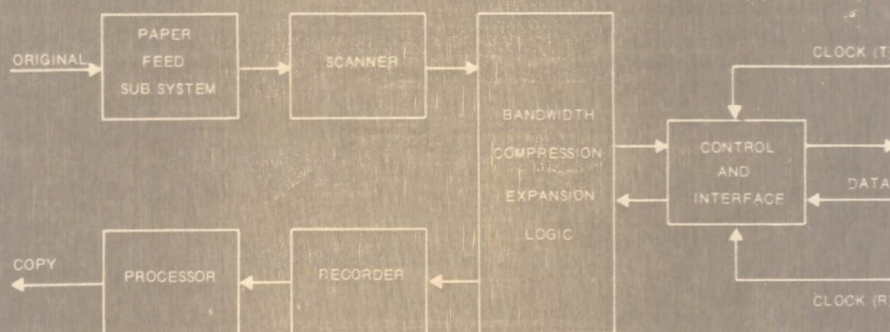 ORIGINAL
PAPER
FEED
SUB SYSTEM
SCANNER
BANDWIDTH
COMPRESSION
EXPANSION
LOGIC
CLOCK (T
CONTROL
AND
INTERFACE
DATA
COPY
PROCESSOR
RECORDER
CLOCK (R